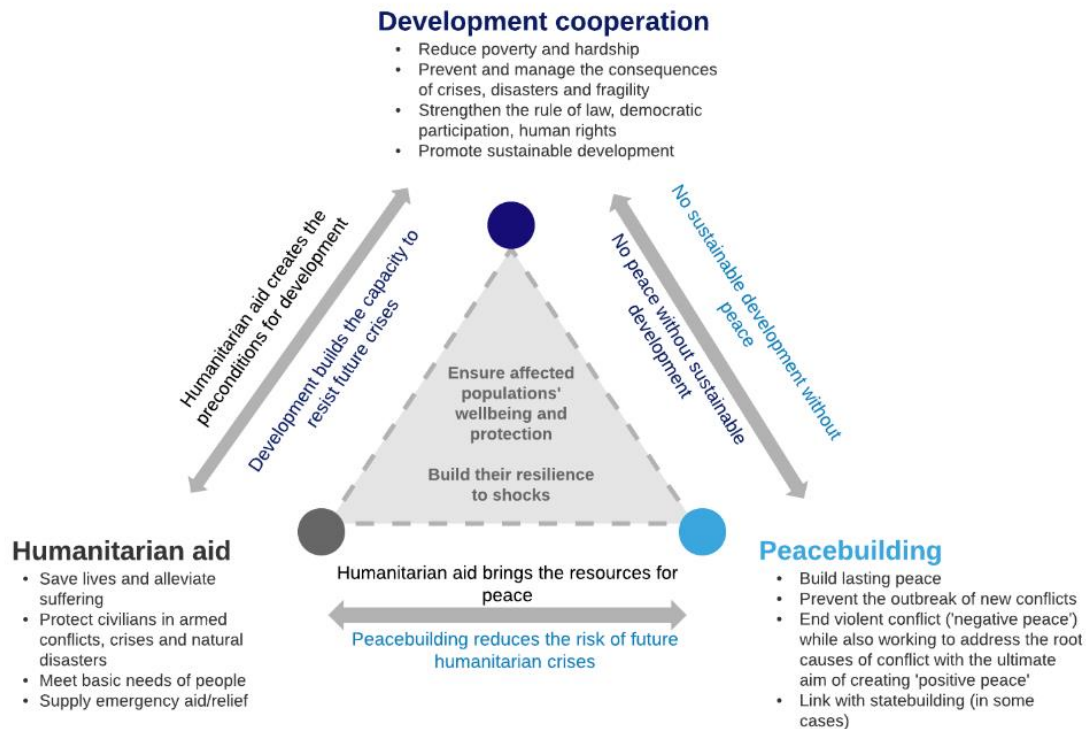 Development cooperation
• Reduce poverty and hardship
• Prevent and manage the consequences
of crises, disasters and fragility
• Strengthen the rule of law, democratic
participation, human rights
• Promote sustainable development
Humanitarian aid creates the
preconditions for development
Development builds the capacity to
resist future crises
No sustainable development without
peace
No peace without sustainable
development
Ensure affected
populations'
wellbeing and
protection
Build their resilience
to shocks
Humanitarian aid
• Save lives and alleviate
suffering
• Protect civilians in armed
conflicts, crises and natural
disasters
• Meet basic needs of people
• Supply emergency aid/relief
Humanitarian aid brings the resources for
peace
Peacebuilding reduces the risk of future
humanitarian crises
Peacebuilding
• Build lasting peace
• Prevent the outbreak of new conflicts
• End violent conflict ('negative peace')
while also working to address the root
causes of conflict with the ultimate
aim of creating 'positive peace'
• Link with statebuilding (in some
cases)